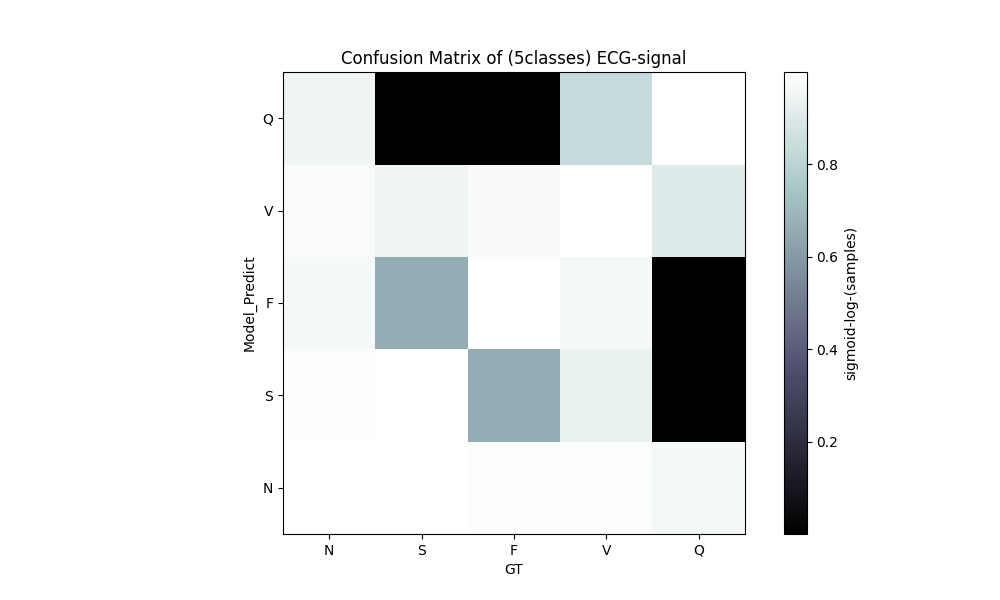 Confusion Matrix of (5classes) ECG-signal
Q
V
F
S
N
Model_Predict
N S F V Q
GT
0.8
0.6
0.4
0.2
sigmoid-log-(samples)